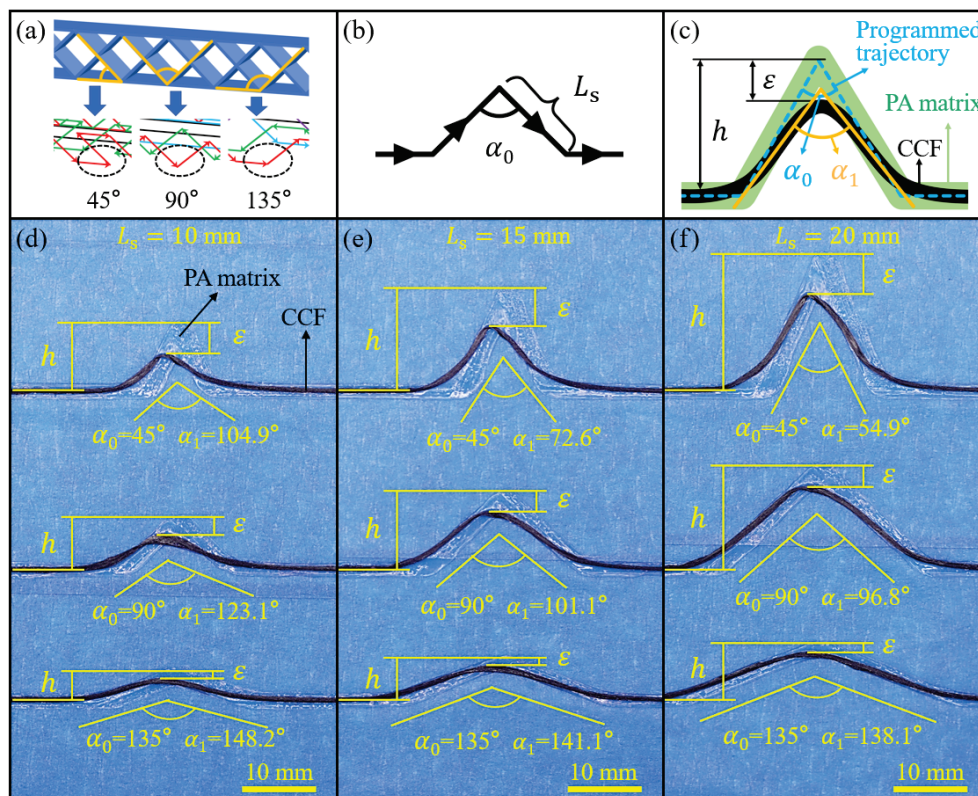 (a)
45° 90° 135°
(b)
L_s
α_0
(c)
Programmed
trajectory
ε
PA matrix
h
CCF
α_0 α_1
(d)
L_s = 10 mm
PA matrix
CCF
h
ε
α_0=45° α_1=104.9°
h
ε
α_0=90° α_1=123.1°
h
ε
α_0=135° α_1=148.2°
10 mm
(e)
L_s = 15 mm
h
ε
α_0=45° α_1=72.6°
h
ε
α_0=90° α_1=101.1°
h
ε
α_0=135° α_1=141.1°
(f)
L_s = 20 mm
h
ε
α_0=45° α_1=54.9°
h
ε
α_0=90° α_1=96.8°
h
ε
α_0=135° α_1=138.1°
10 mm